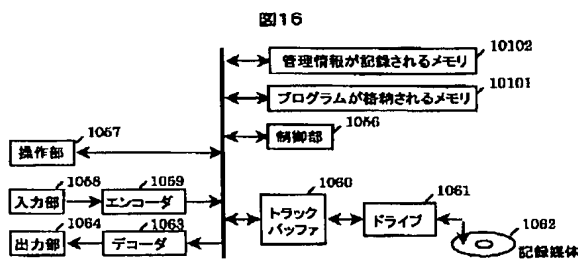 図16
10102
管理情報が記録されるメモリ
10101
プログラムが格納されるメモリ
1057
1056
操作部
制御部
1058
1059
1060
1061
入力部
エンコーダ
トラック
バッファ
ドライブ
1062
1064
1063
出力部
デコーダ
記録媒体